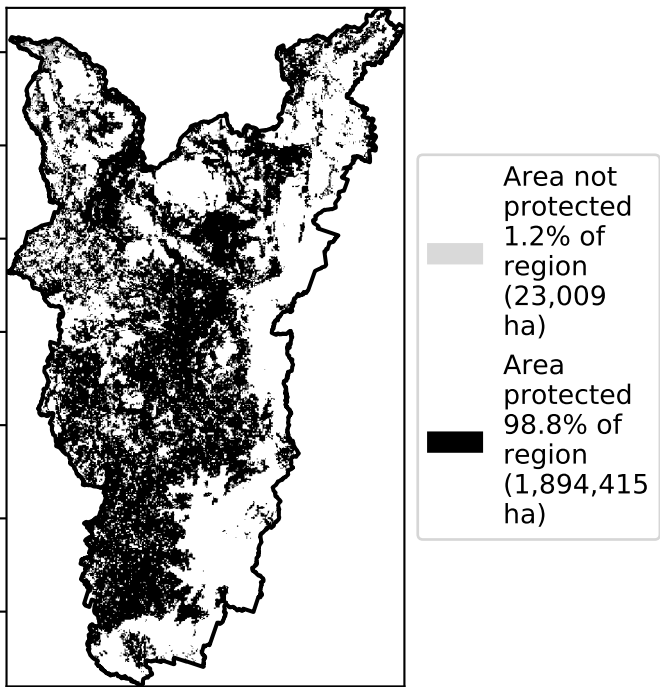 Area not
protected
1.2% of
region
(23,009
ha)
Area
protected
98.8% of
region
(1,894,415
ha)